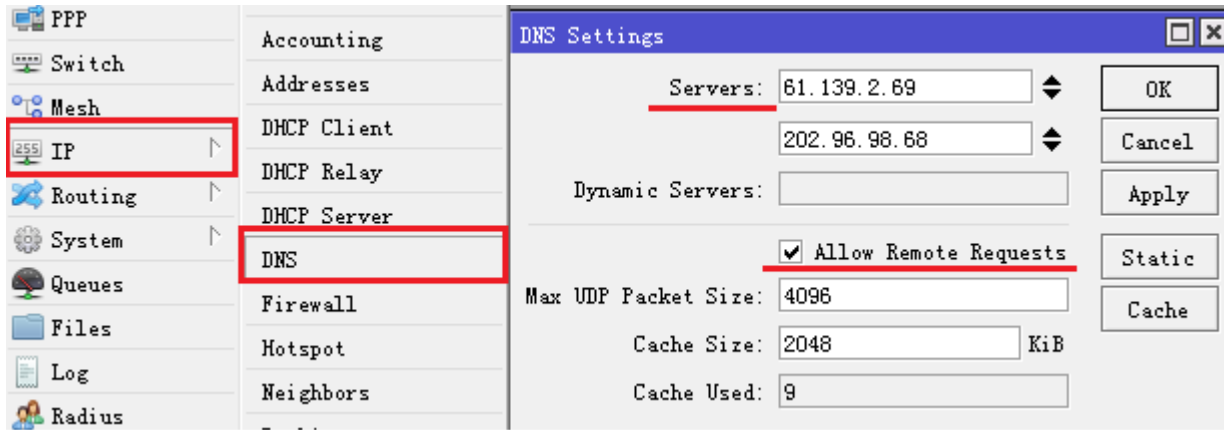 PPP
Switch
Mesh
255 IP
Routing
System
Queues
Files
Log
Radius
Accounting
Addresses
DHCP Client
DHCP Relay
DHCP Server
DNS
Firewall
Hotspot
Neighbors
DNS Settings
Servers: 61.139.2.69
202.96.98.68
Dynamic Servers:
Allow Remote Requests
Max UDP Packet Size: 4096
Cache Size: 2048 KiB
Cache Used: 9
OK
Cancel
Apply
Static
Cache